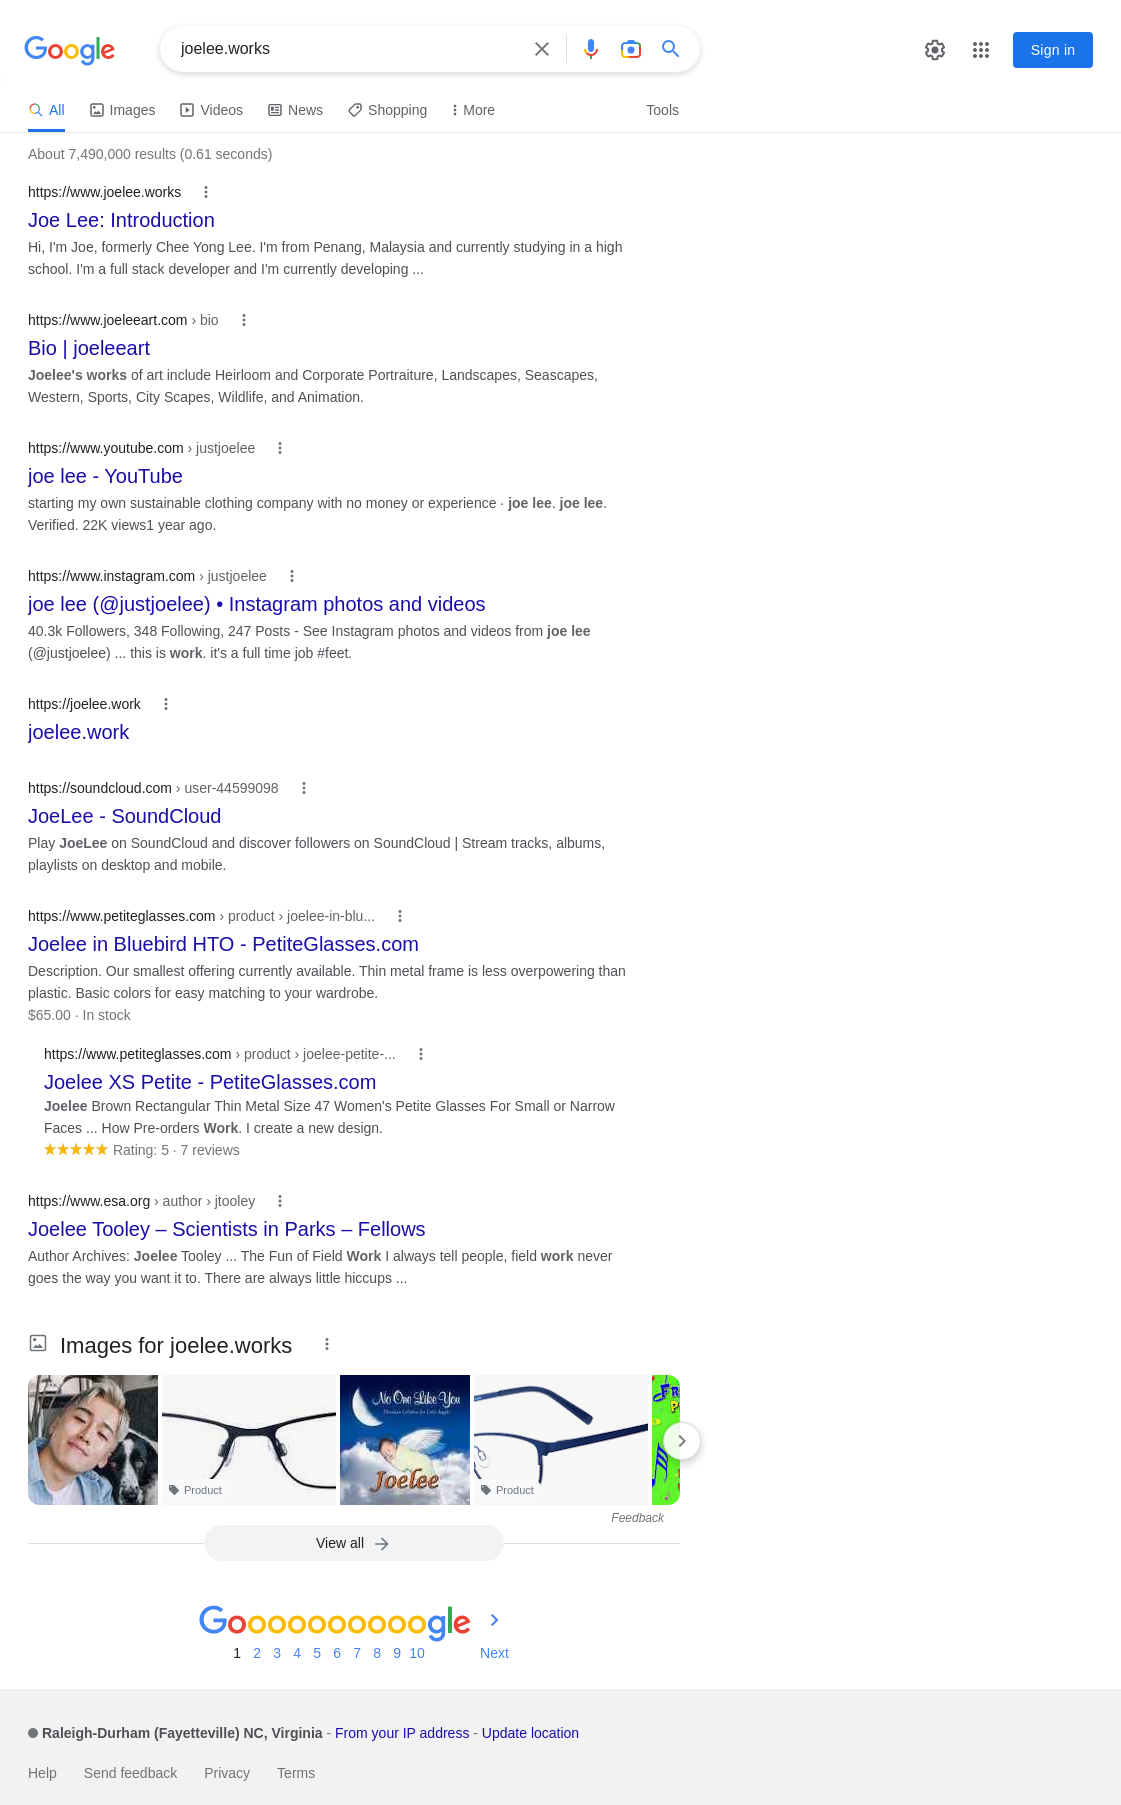 Google
joelee.works
Sign in
All Images Videos News Shopping More Tools
About 7,490,000 results (0.61 seconds)
https://www.joelee.works
Joe Lee: Introduction
Hi, I'm Joe, formerly Chee Yong Lee. I'm from Penang, Malaysia and currently studying in a high
school. I'm a full stack developer and I'm currently developing ...
https://www.joeleeart.com › bio
Bio | joeleeart
Joelee's works of art include Heirloom and Corporate Portraiture, Landscapes, Seascapes,
Western, Sports, City Scapes, Wildlife, and Animation.
https://www.youtube.com › justjoelee
joe lee - YouTube
starting my own sustainable clothing company with no money or experience · joe lee. joe lee.
Verified. 22K views1 year ago.
https://www.instagram.com › justjoelee
joe lee (@justjoelee) • Instagram photos and videos
40.3k Followers, 348 Following, 247 Posts - See Instagram photos and videos from joe lee
(@justjoelee) ... this is work. it's a full time job #feet.
https://joelee.work
joelee.work
https://soundcloud.com › user-44599098
JoeLee - SoundCloud
Play JoeLee on SoundCloud and discover followers on SoundCloud | Stream tracks, albums,
playlists on desktop and mobile.
https://www.petiteglasses.com › product › joelee-in-blu...
Joelee in Bluebird HTO - PetiteGlasses.com
Description. Our smallest offering currently available. Thin metal frame is less overpowering than
plastic. Basic colors for easy matching to your wardrobe.
$65.00 · In stock
https://www.petiteglasses.com › product › joelee-petite-...
Joelee XS Petite - PetiteGlasses.com
Joelee Brown Rectangular Thin Metal Size 47 Women's Petite Glasses For Small or Narrow
Faces ... How Pre-orders Work. I create a new design.
Rating: 5 · 7 reviews
https://www.esa.org › author › jtooley
Joelee Tooley – Scientists in Parks – Fellows
Author Archives: Joelee Tooley ... The Fun of Field Work I always tell people, field work never
goes the way you want it to. There are always little hiccups ...
Images for joelee.works
No One Like You
Joelee
Product
Product
Feedback
View all
Goooooooooogle
1 2 3 4 5 6 7 8 9 10 Next
Raleigh-Durham (Fayetteville) NC, Virginia - From your IP address - Update location
Help Send feedback Privacy Terms